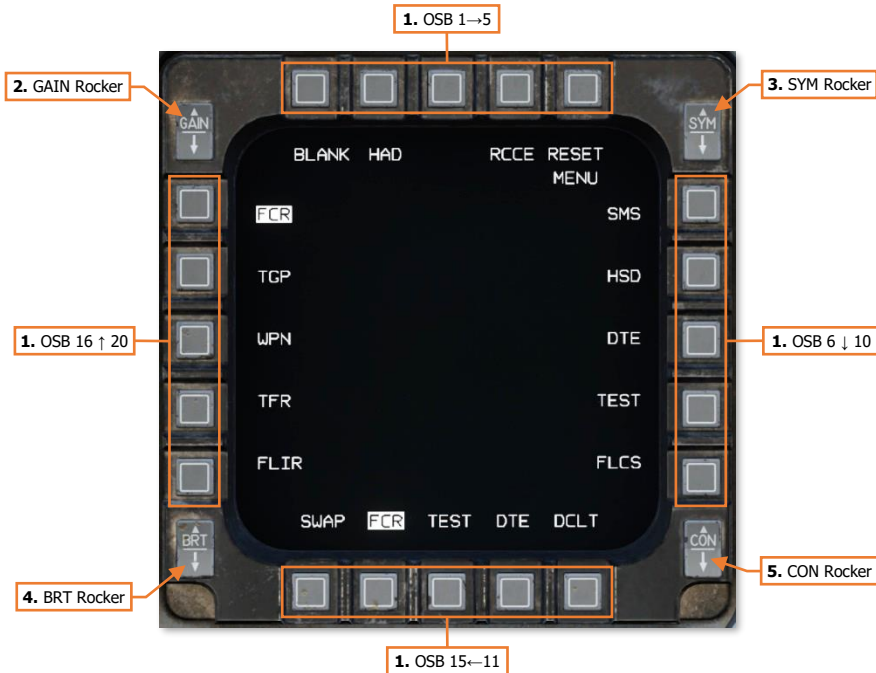 1. OSB 1→5
2. GAIN Rocker
3. SYM Rocker
GAIN
SYM
BLANK HAD RCCE RESET
MENU
FCR SMS
TGP HSD
1. OSB 16 ↑ 20
WPN DTE
1. OSB 6 ↓ 10
TFR TEST
FLIR FLCS
SWAP FCR TEST DTE DCLT
BRT
CON
4. BRT Rocker
5. CON Rocker
1. OSB 15←11